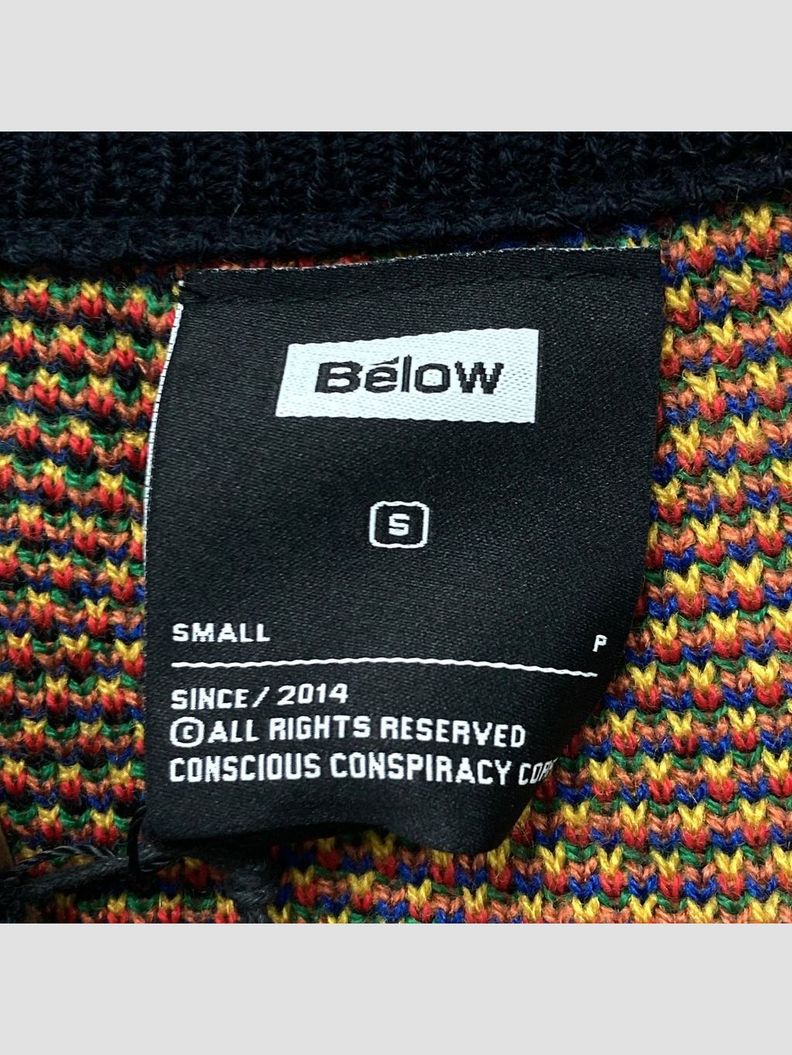 Bélow
S
SMALL P
SINCE/2014
©ALL RIGHTS RESERVED
CONSCIOUS CONSPIRACY